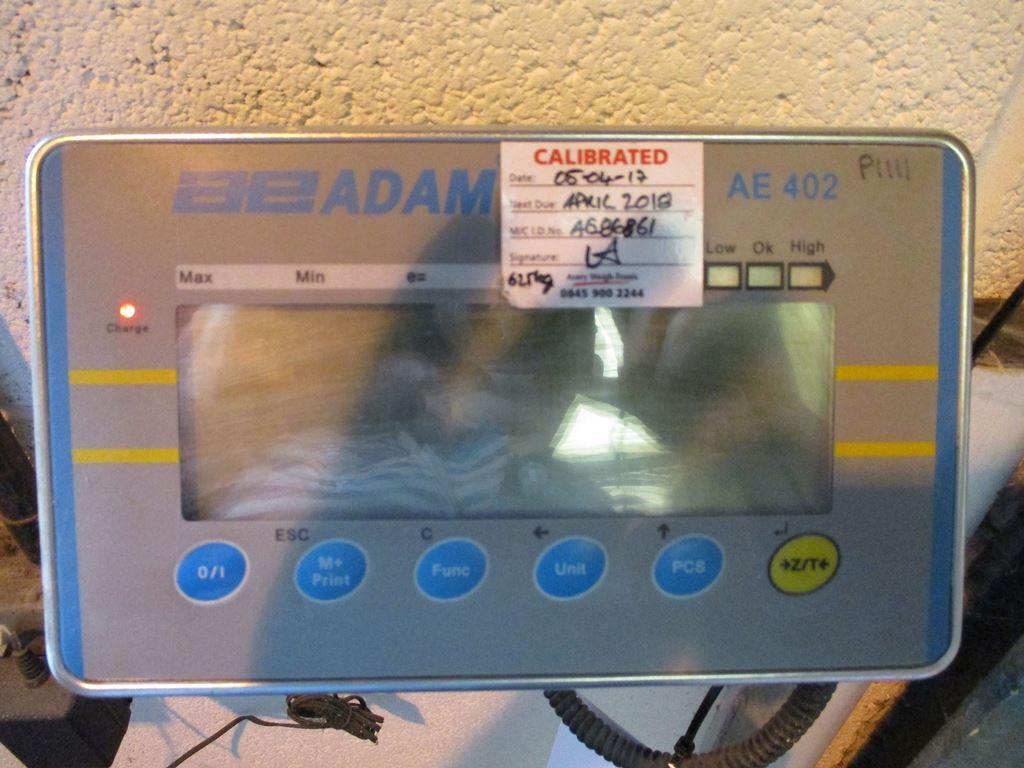 CALIBRATED
Date: 05-04-17
Next Due: APRIL 2018
M/C I.D. No.
Signature:
625kg Avery Weigh-Tronix
0845 900 2244
ae ADAM
AE 402
P1111
Low Ok High
Max Min e=
Charge
ESC C ← ↑ ↵
0/I M+ Print Func Unit PCS →Z/T←